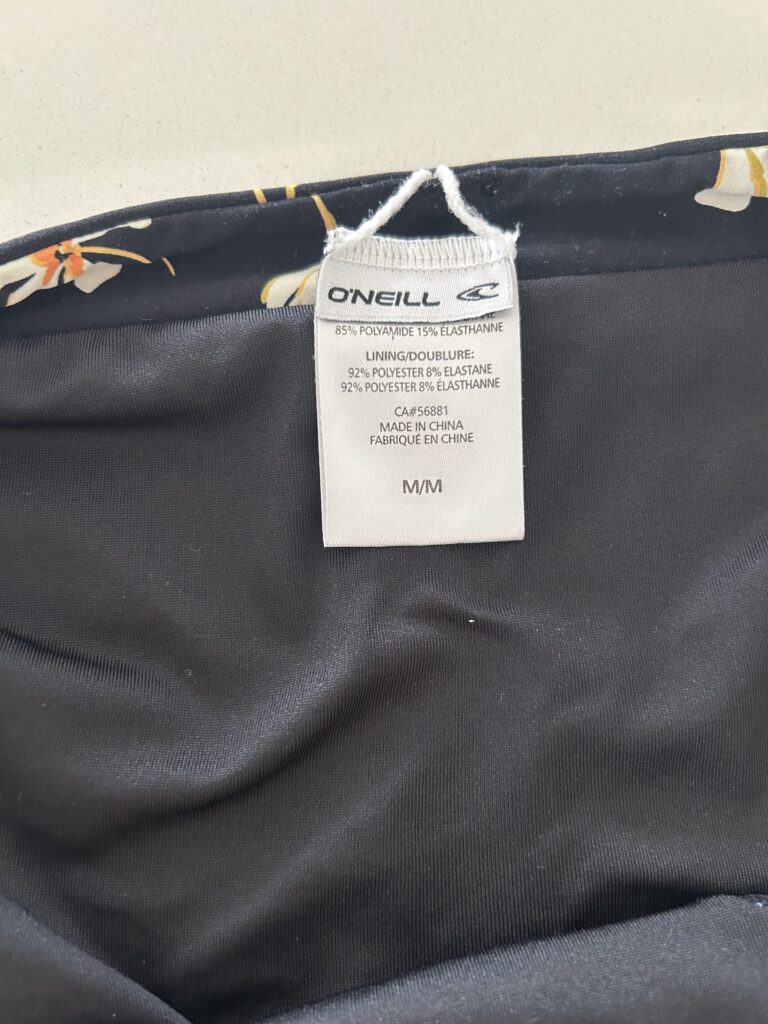 O'NEILL
85% POLYAMIDE 15% ÉLASTHANNE
LINING/DOUBLURE:
92% POLYESTER 8% ELASTANE
92% POLYESTER 8% ÉLASTHANNE
CA#56881
MADE IN CHINA
FABRIQUÉ EN CHINE
M/M